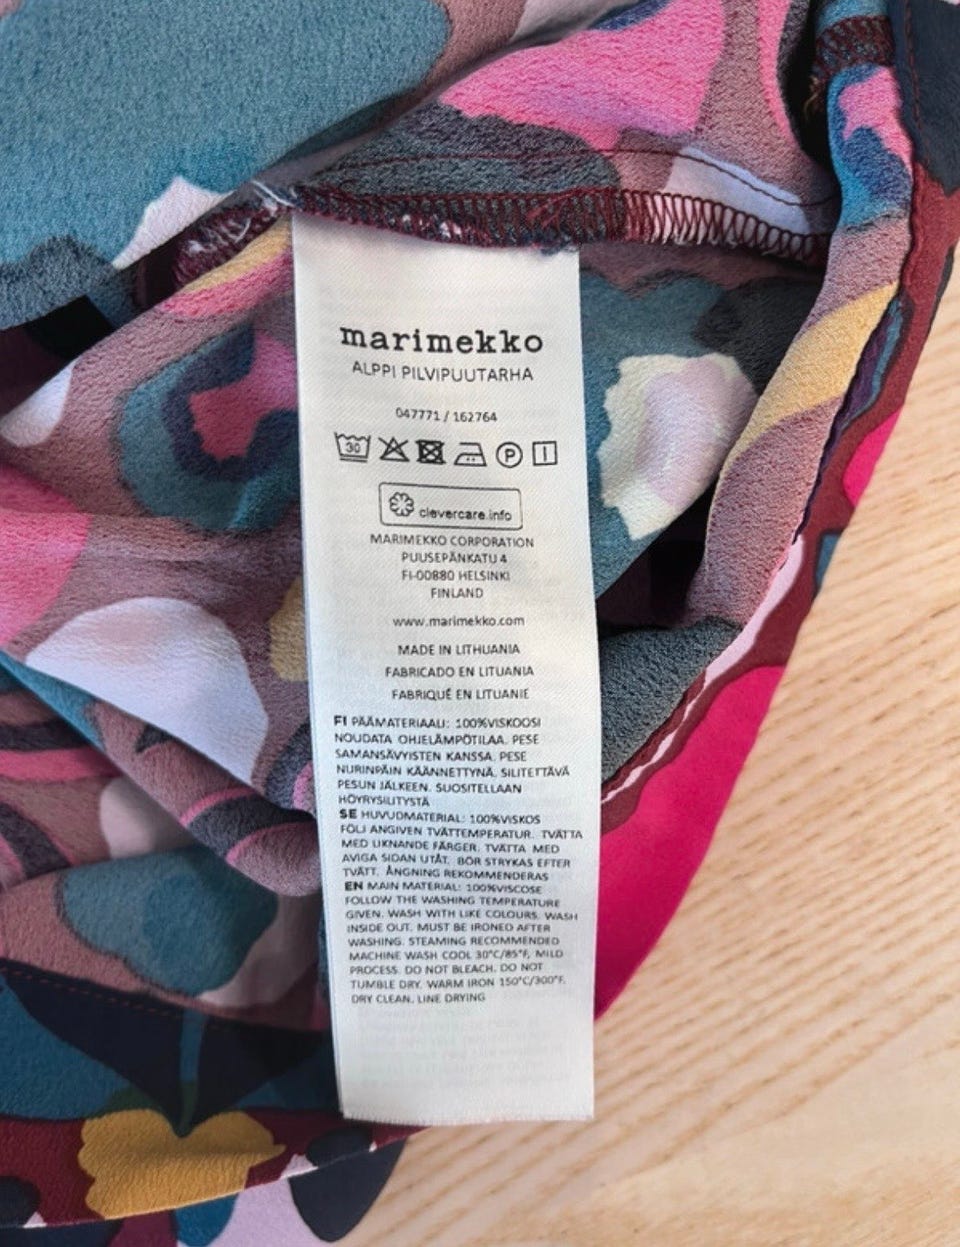 marimekko
ALPPI PILVIPUUTARHA
047771 / 162764
30 P
clevercare.info
MARIMEKKO CORPORATION
PUUSEPÄNKATU 4
FI-00880 HELSINKI
FINLAND
www.marimekko.com
MADE IN LITHUANIA
FABRICADO EN LITUANIA
FABRIQUÉ EN LITUANIE
FI PÄÄMATERIAALI: 100%VISKOOSI
NOUDATA OHJELÄMPÖTILAA. PESE
SAMANSÄVYISTEN KANSSA. PESE
NURINPÄIN KÄÄNNETTYNÄ. SILITETTÄVÄ
PESUN JÄLKEEN. SUOSITELLAAN
HÖYRYSILITYSTÄ
SE HUVUDMATERIAL: 100%VISKOS
FÖLJ ANGIVEN TVÄTTEMPERATUR. TVÄTTA
MED LIKNANDE FÄRGER. TVÄTTA MED
AVIGA SIDAN UTÅT. BÖR STRYKAS EFTER
TVÄTT. ÅNGNING REKOMMENDERAS
EN MAIN MATERIAL: 100%VISCOSE
FOLLOW THE WASHING TEMPERATURE
GIVEN. WASH WITH LIKE COLOURS. WASH
INSIDE OUT. MUST BE IRONED AFTER
WASHING. STEAMING RECOMMENDED
MACHINE WASH COOL 30°C/85°F, MILD
PROCESS. DO NOT BLEACH. DO NOT
TUMBLE DRY. WARM IRON 150°C/300°F.
DRY CLEAN. LINE DRYING